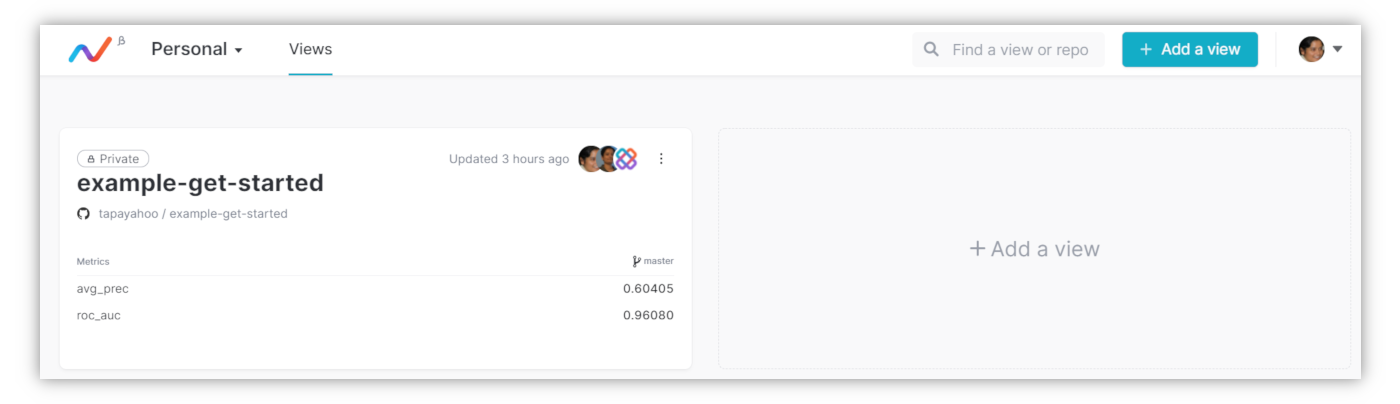 β
Personal
Views
Find a view or repo
+ Add a view
Private
Updated 3 hours ago
example-get-started
tapayahoo / example-get-started
Metrics
master
avg_prec
0.60405
roc_auc
0.96080
+ Add a view